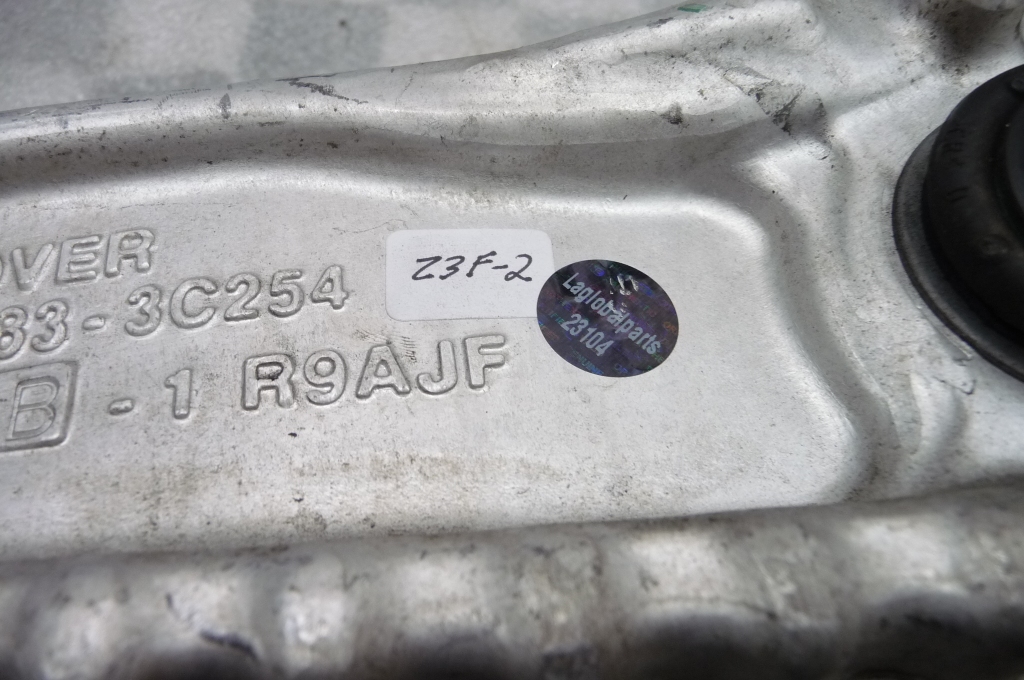 OVER
83-3C254
B - 1 R9AJF
Z3F-2
Laglobalparts
23104